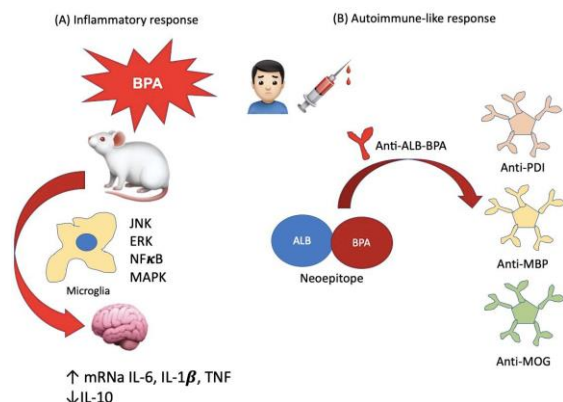 (A) Inflammatory response
BPA
JNK
ERK
NFκB
MAPK
Microglia
↑ mRNa IL-6, IL-1β, TNF
↓IL-10
(B) Autoimmune-like response
Anti-ALB-BPA
ALB
BPA
Neoepitope
Anti-PDI
Anti-MBP
Anti-MOG